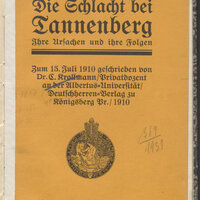 Die Schlacht bei
Tannenberg
Ihre Ursachen und ihre Folgen
Zum 15. Juli 1910 geschrieben von
Dr. C. Krollmann/Privatdozent
an der Albertus-Universität/
Deutschherren-Verlag zu
Königsberg Pr./1910
1951